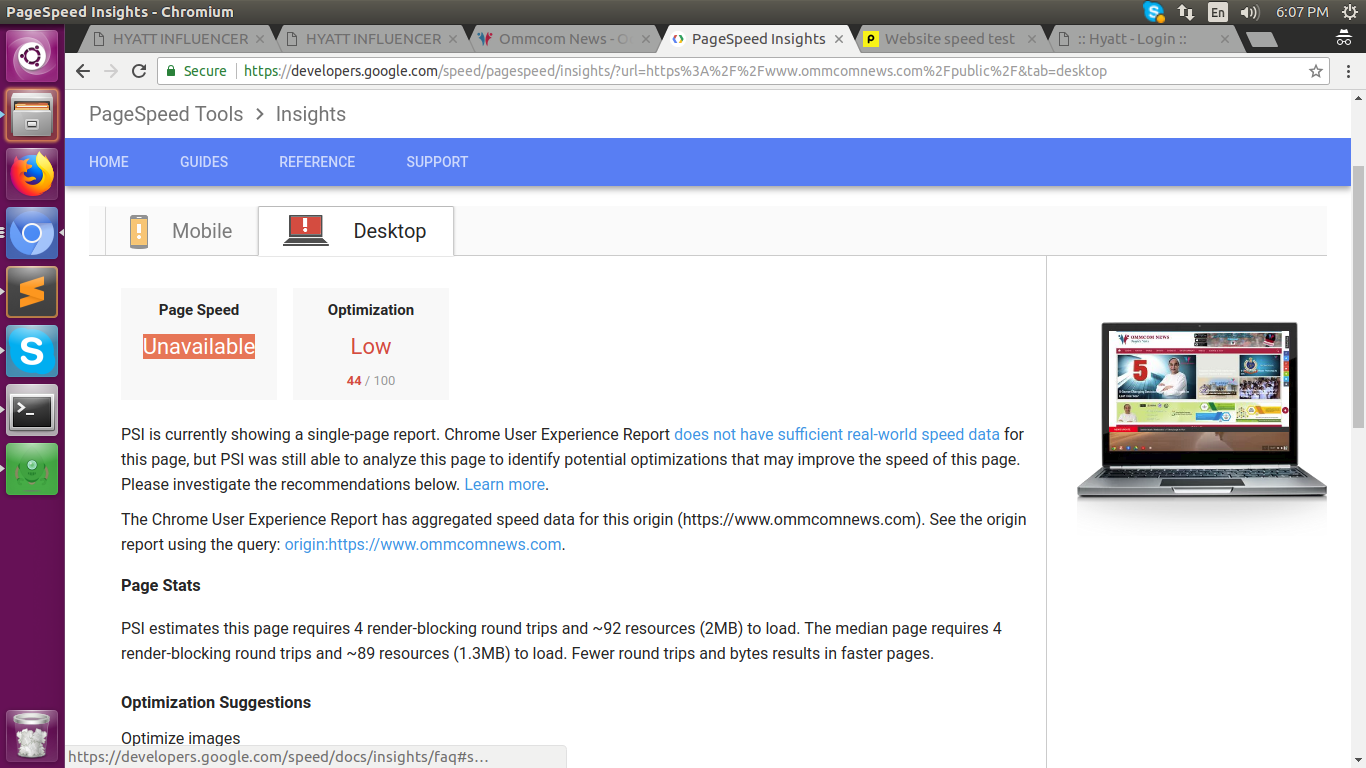 PageSpeed Insights - Chromium
En
6:07 PM
HYATT INFLUENCER
HYATT INFLUENCER
Ommcom News - O
PageSpeed Insights
Website speed test
:: Hyatt - Login ::
Secure
https://developers.google.com/speed/pagespeed/insights/?url=https%3A%2F%2Fwww.ommcomnews.com%2Fpublic%2F&tab=desktop
PageSpeed Tools > Insights
HOME
GUIDES
REFERENCE
SUPPORT
Mobile
Desktop
Page Speed
Unavailable
Optimization
Low
44 / 100
PSI is currently showing a single-page report. Chrome User Experience Report does not have sufficient real-world speed data for
this page, but PSI was still able to analyze this page to identify potential optimizations that may improve the speed of this page.
Please investigate the recommendations below. Learn more.
The Chrome User Experience Report has aggregated speed data for this origin (https://www.ommcomnews.com). See the origin
report using the query: origin:https://www.ommcomnews.com.
Page Stats
PSI estimates this page requires 4 render-blocking round trips and ~92 resources (2MB) to load. The median page requires 4
render-blocking round trips and ~89 resources (1.3MB) to load. Fewer round trips and bytes results in faster pages.
Optimization Suggestions
Optimize images
https://developers.google.com/speed/docs/insights/faq#s...
OMMCOM NEWS
5